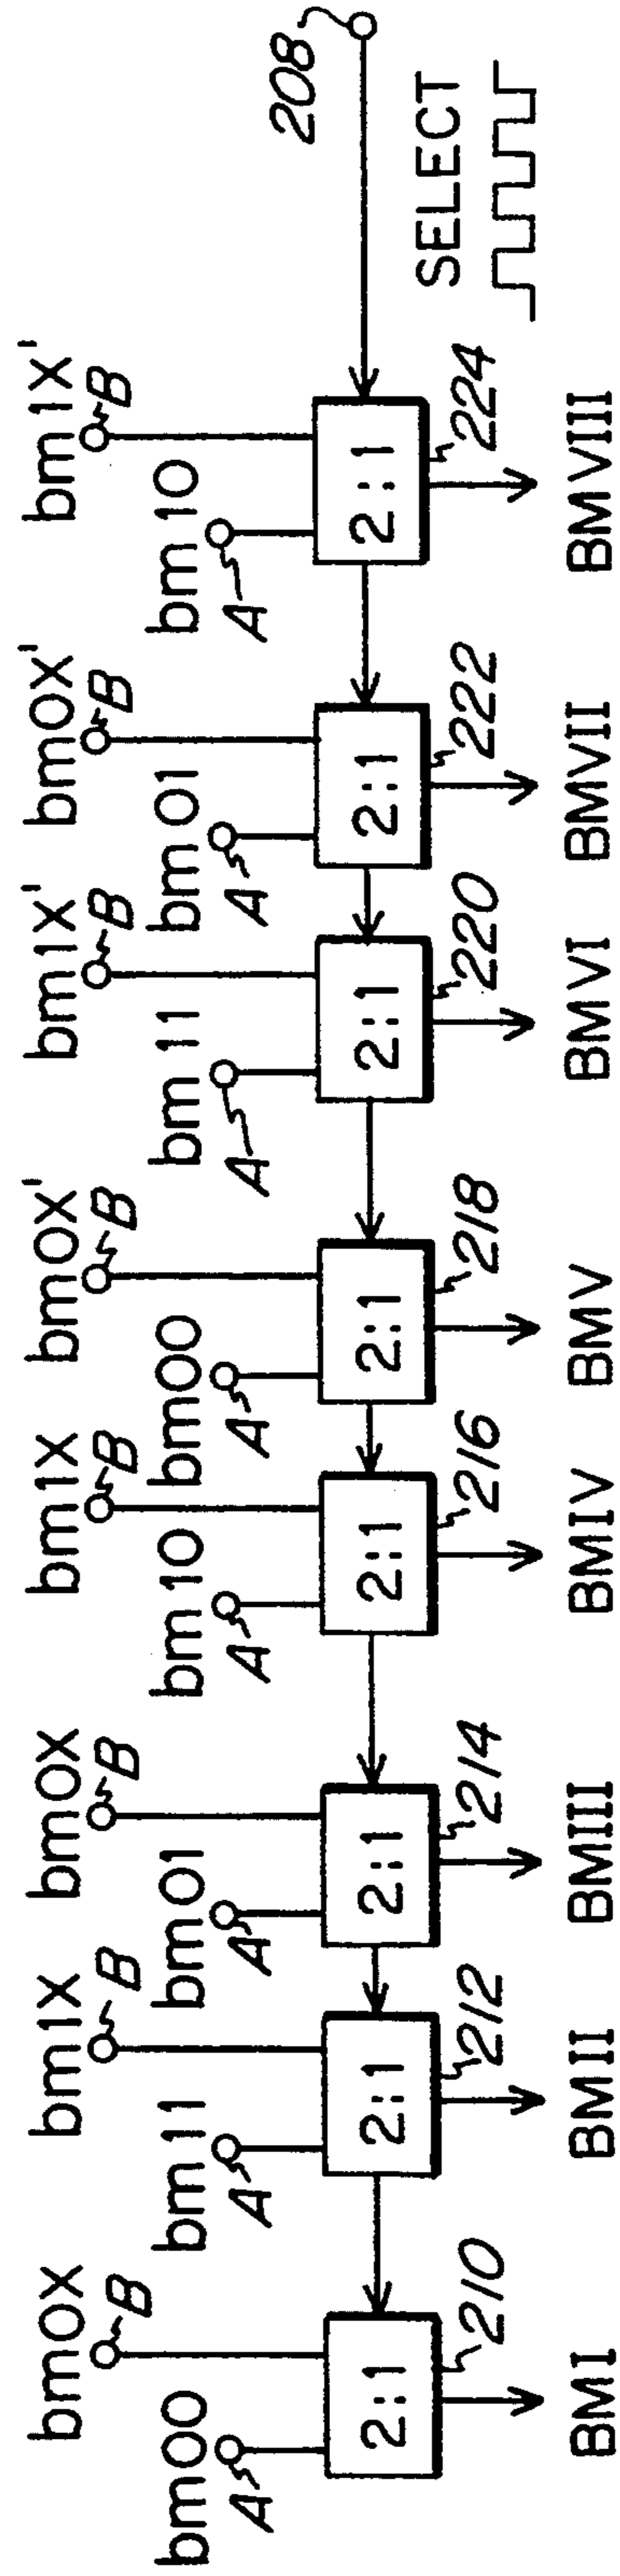 bm0X bm1X bm0X bm1X bm0X' bm1X' bm0X' bm1X'
B B B B B B B B
bm00 bm11 bm01 bm10 bm00 bm11 bm01 bm10
A A A A A A A A
208
2:1 2:1 2:1 2:1 2:1 2:1 2:1 2:1
SELECT
210 212 214 216 218 220 222 224
BMI BMII BMIII BMIV BMV BMVI BMVII BMVIII